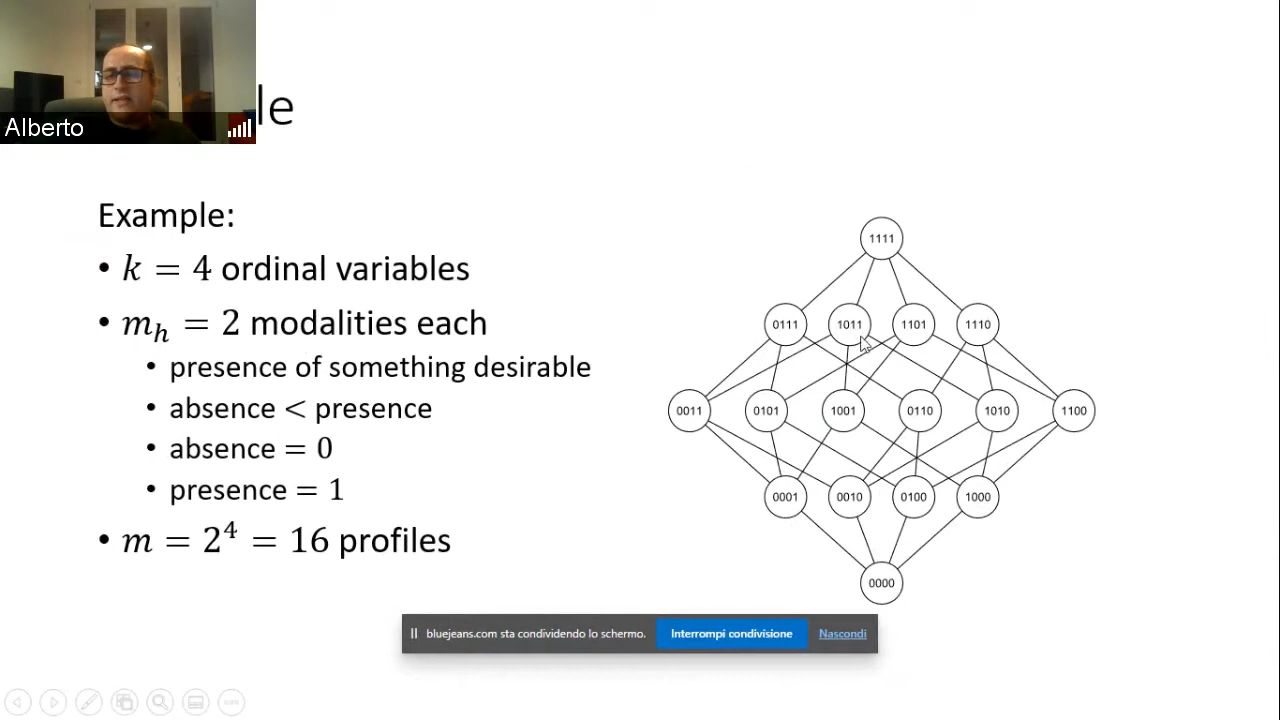 Alberto
le
Example:
• k = 4 ordinal variables
• mₕ = 2 modalities each
• presence of something desirable
• absence < presence
• absence = 0
• presence = 1
• m = 2⁴ = 16 profiles
1111
0111 1011 1101 1110
0011 0101 1001 0110 1010 1100
0001 0010 0100 1000
0000
bluejeans.com sta condividendo lo schermo. Interrompi condivisione Nascondi